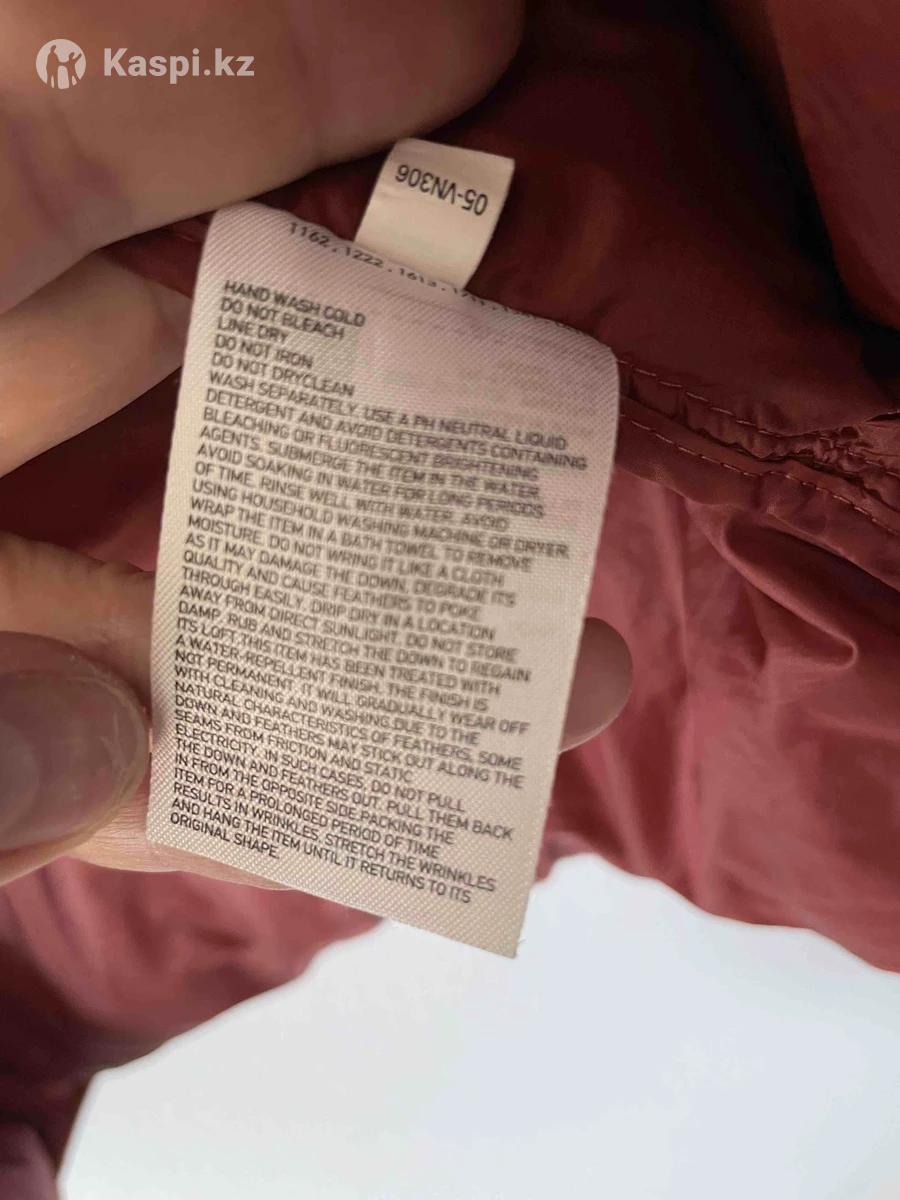 Kaspi.kz
05-VN306
1162 . 1222 . 1613
HAND WASH COLD
DO NOT BLEACH
LINE DRY
DO NOT IRON
DO NOT DRYCLEAN
WASH SEPARATELY. USE A PH NEUTRAL LIQUID
DETERGENT AND AVOID DETERGENTS CONTAINING
BLEACHING OR FLUORESCENT BRIGHTENING
AGENTS. SUBMERGE THE ITEM IN THE WATER.
AVOID SOAKING IN WATER FOR LONG PERIODS
OF TIME. RINSE WELL WITH WATER. AVOID
USING HOUSEHOLD WASHING MACHINE OR DRYER.
WRAP THE ITEM IN A BATH TOWEL TO REMOVE
MOISTURE. DO NOT WRING IT LIKE A CLOTH
AS IT MAY DAMAGE THE DOWN, DEGRADE ITS
QUALITY AND CAUSE FEATHERS TO POKE
THROUGH EASILY. DRIP DRY IN A LOCATION
AWAY FROM DIRECT SUNLIGHT. DO NOT STORE
DAMP. RUB AND STRETCH THE DOWN TO REGAIN
ITS LOFT.THIS ITEM HAS BEEN TREATED WITH
A WATER-REPELLENT FINISH. THE FINISH IS
NOT PERMANENT, IT WILL GRADUALLY WEAR OFF
WITH CLEANING AND WASHING.DUE TO THE
NATURAL CHARACTERISTICS OF FEATHERS, SOME
DOWN AND FEATHERS MAY STICK OUT ALONG THE
SEAMS FROM FRICTION AND STATIC
ELECTRICITY. IN SUCH CASES, DO NOT PULL
THE DOWN AND FEATHERS OUT. PULL THEM BACK
IN FROM THE OPPOSITE SIDE.PACKING THE
ITEM FOR A PROLONGED PERIOD OF TIME
RESULTS IN WRINKLES. STRETCH THE WRINKLES
AND HANG THE ITEM UNTIL IT RETURNS TO ITS
ORIGINAL SHAPE.